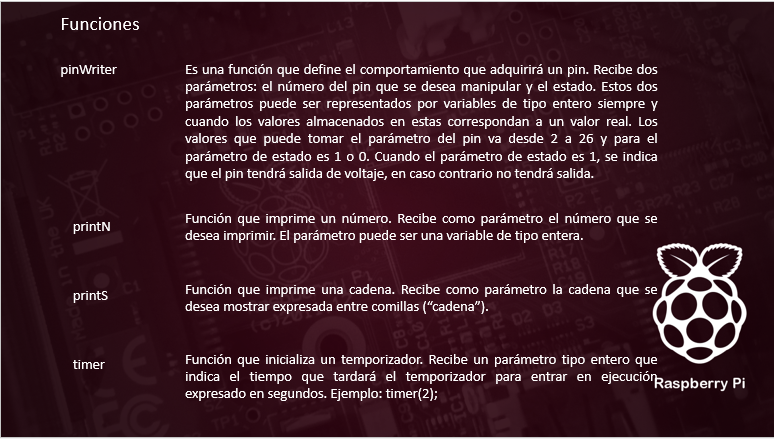 Funciones
pinWriter
Es una función que define el comportamiento que adquirirá un pin. Recibe dos
parámetros: el número del pin que se desea manipular y el estado. Estos dos
parámetros puede ser representados por variables de tipo entero siempre y
cuando los valores almacenados en estas correspondan a un valor real. Los
valores que puede tomar el parámetro del pin va desde 2 a 26 y para el
parámetro de estado es 1 o 0. Cuando el parámetro de estado es 1, se indica
que el pin tendrá salida de voltaje, en caso contrario no tendrá salida.
printN
Función que imprime un número. Recibe como parámetro el número que se
desea imprimir. El parámetro puede ser una variable de tipo entera.
printS
Función que imprime una cadena. Recibe como parámetro la cadena que se
desea mostrar expresada entre comillas (“cadena”).
timer
Función que inicializa un temporizador. Recibe un parámetro tipo entero que
indica el tiempo que tardará el temporizador para entrar en ejecución
expresado en segundos. Ejemplo: timer(2);
Raspberry Pi